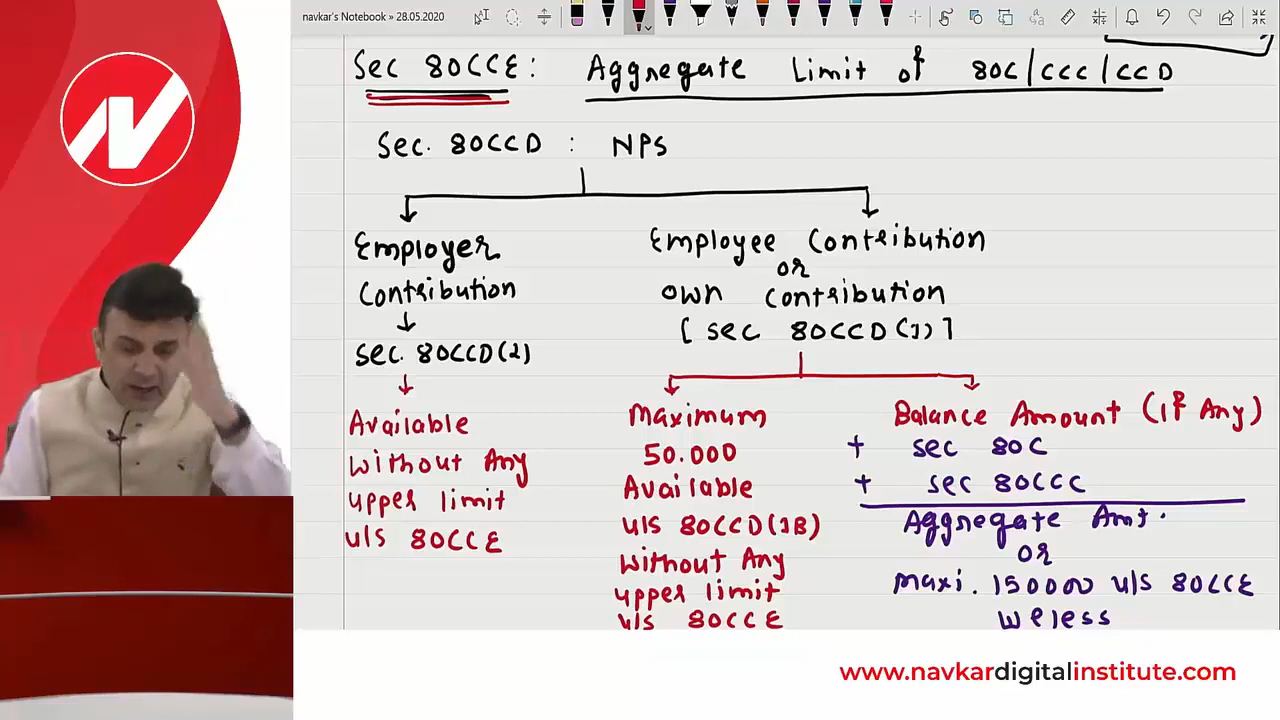 navkar's Notebook » 28.05.2020
Sec 80CCE: Aggregate Limit of 80C/CCC/CCD
Sec. 80CCD : NPS
Employer
Contribution
Sec. 80CCD(2)
Available
without Any
upper limit
u/s 80CCE
Employee Contribution
or
own Contribution
[Sec 80CCD(1)]
Maximum
50.000
Available
u/s 80CCD(1B)
without Any
upper limit
u/s 80CCE
Balance Amount (if Any)
+ sec 80C
+ sec 80CCC
Aggregate Amt.
or
maxi. 150000 u/s 80CCE
weless
www.navkardigitalinstitute.com